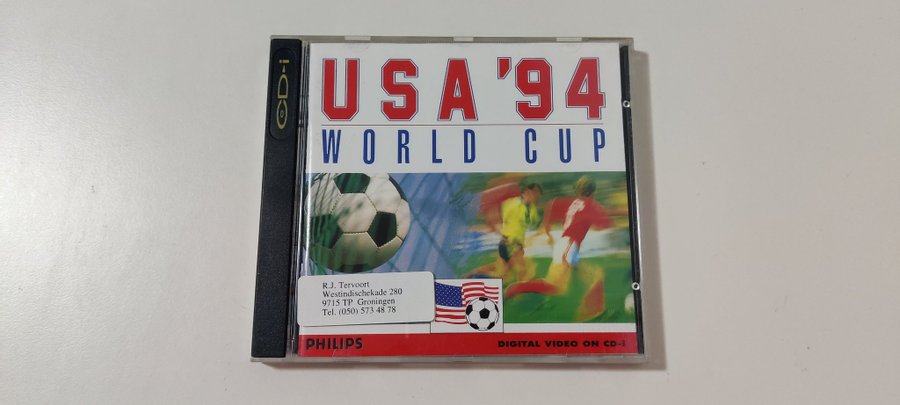 CD-i
USA '94
WORLD CUP
R.J. Tervoort
Westindischekade 280
9715 TP Groningen
Tel. (050) 573 48 78
PHILIPS
DIGITAL VIDEO ON CD-i